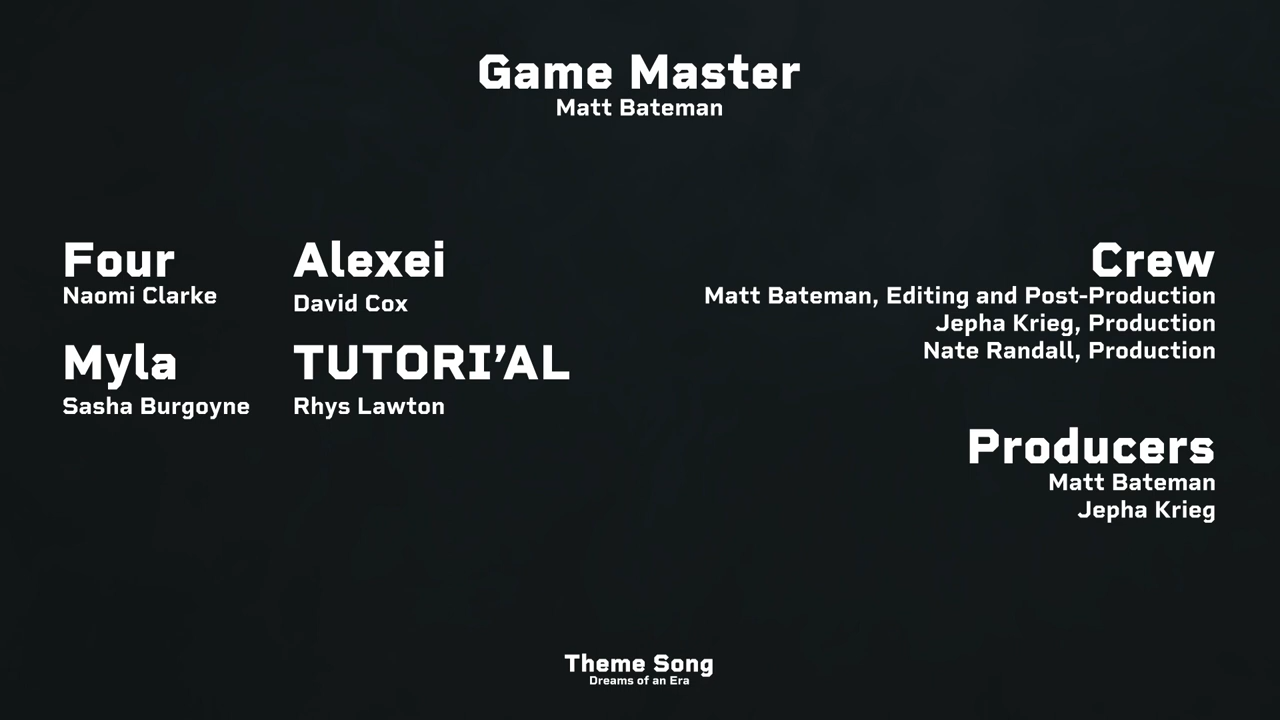 Game Master
Matt Bateman
Four
Naomi Clarke
Alexei
David Cox
Myla
Sasha Burgoyne
TUTORI’AL
Rhys Lawton
Crew
Matt Bateman, Editing and Post-Production
Jepha Krieg, Production
Nate Randall, Production
Producers
Matt Bateman
Jepha Krieg
Theme Song
Dreams of an Era